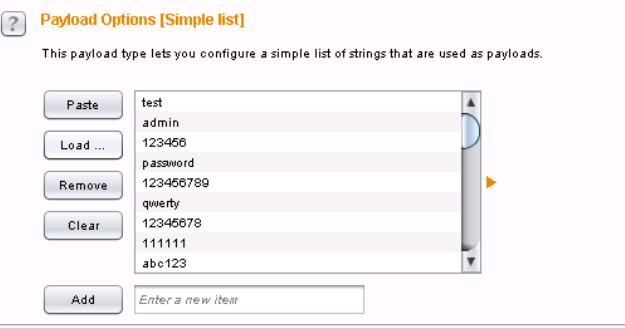 ?
Payload Options [Simple list]
This payload type lets you configure a simple list of strings that are used as payloads.
Paste
Load ...
Remove
Clear
test
admin
123456
password
123456789
qwerty
12345678
111111
abc123
Add
Enter a new item